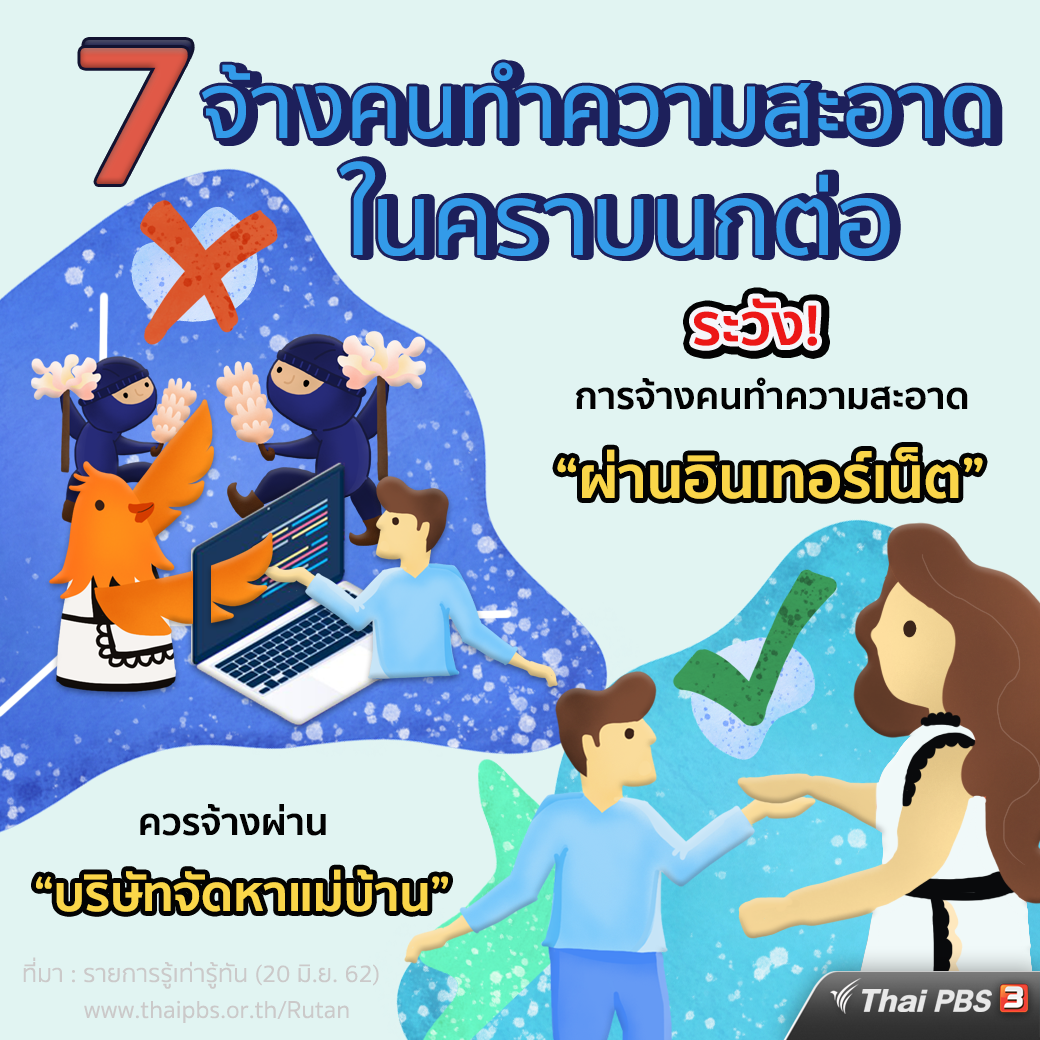 7 จ้างคนทำความสะอาด
ในคราบนกต่อ
ระวัง!
การจ้างคนทำความสะอาด
“ผ่านอินเทอร์เน็ต”
ควรจ้างผ่าน
“บริษัทจัดหาแม่บ้าน”
ที่มา : รายการรู้เท่ารู้ทัน (20 มิ.ย. 62)
www.thaipbs.or.th/Rutan
Thai PBS 3